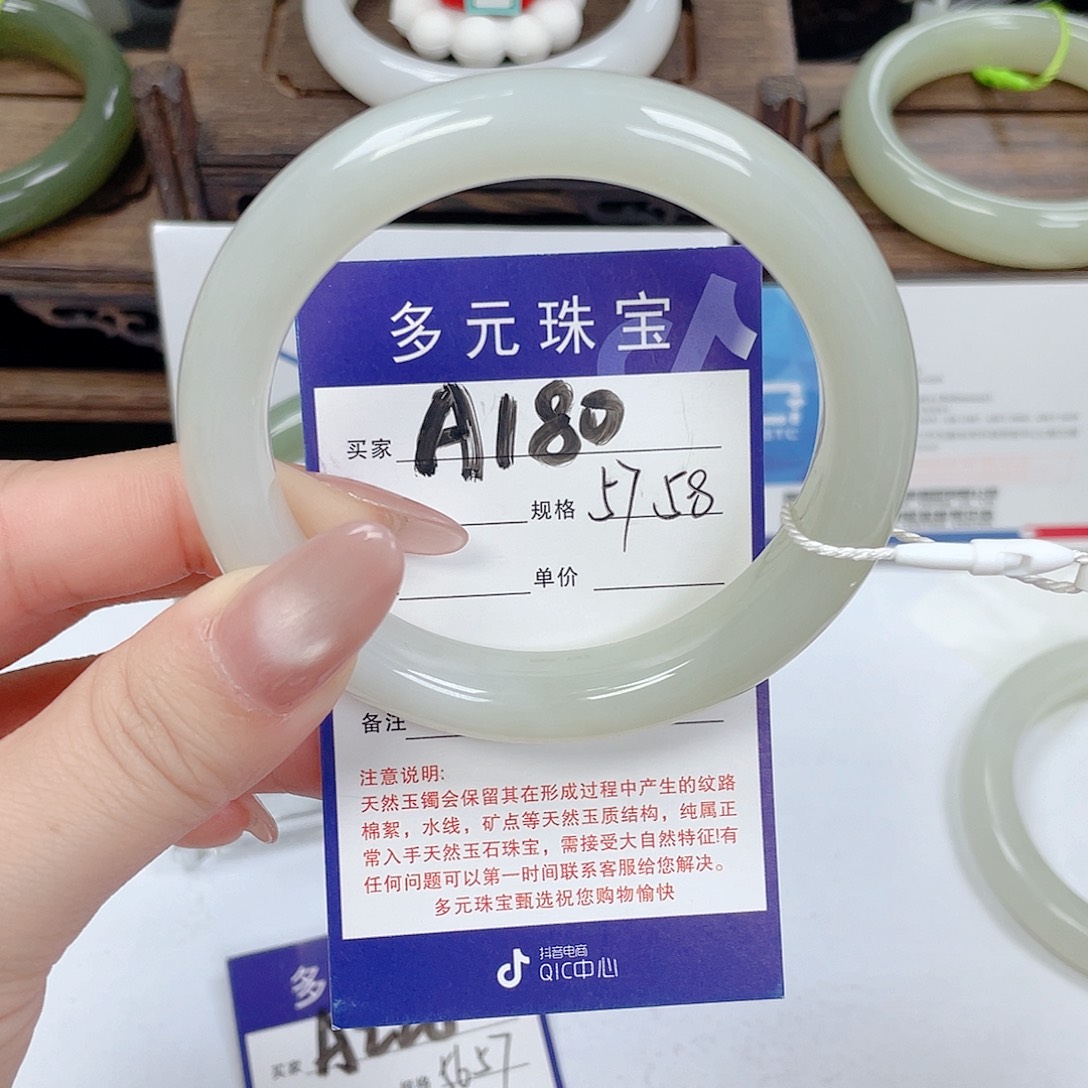 多元珠宝
买家 A180
规格 57.58
单价
备注
注意说明:
天然玉镯会保留其在形成过程中产生的纹路
棉絮，水线，矿点等天然玉质结构，纯属正
常入手天然玉石珠宝，需接受大自然特征!有
任何问题可以第一时间联系客服给您解决。
多元珠宝甄选祝您购物愉快
抖音电商
QIC中心
多
买家
规格 5657